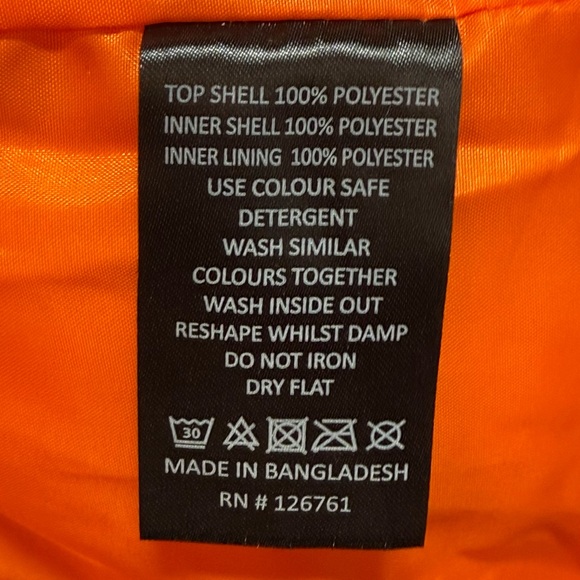 TOP SHELL 100% POLYESTER
INNER SHELL 100% POLYESTER
INNER LINING 100% POLYESTER
USE COLOUR SAFE
DETERGENT
WASH SIMILAR
COLOURS TOGETHER
WASH INSIDE OUT
RESHAPE WHILST DAMP
DO NOT IRON
DRY FLAT
30
MADE IN BANGLADESH
RN # 126761